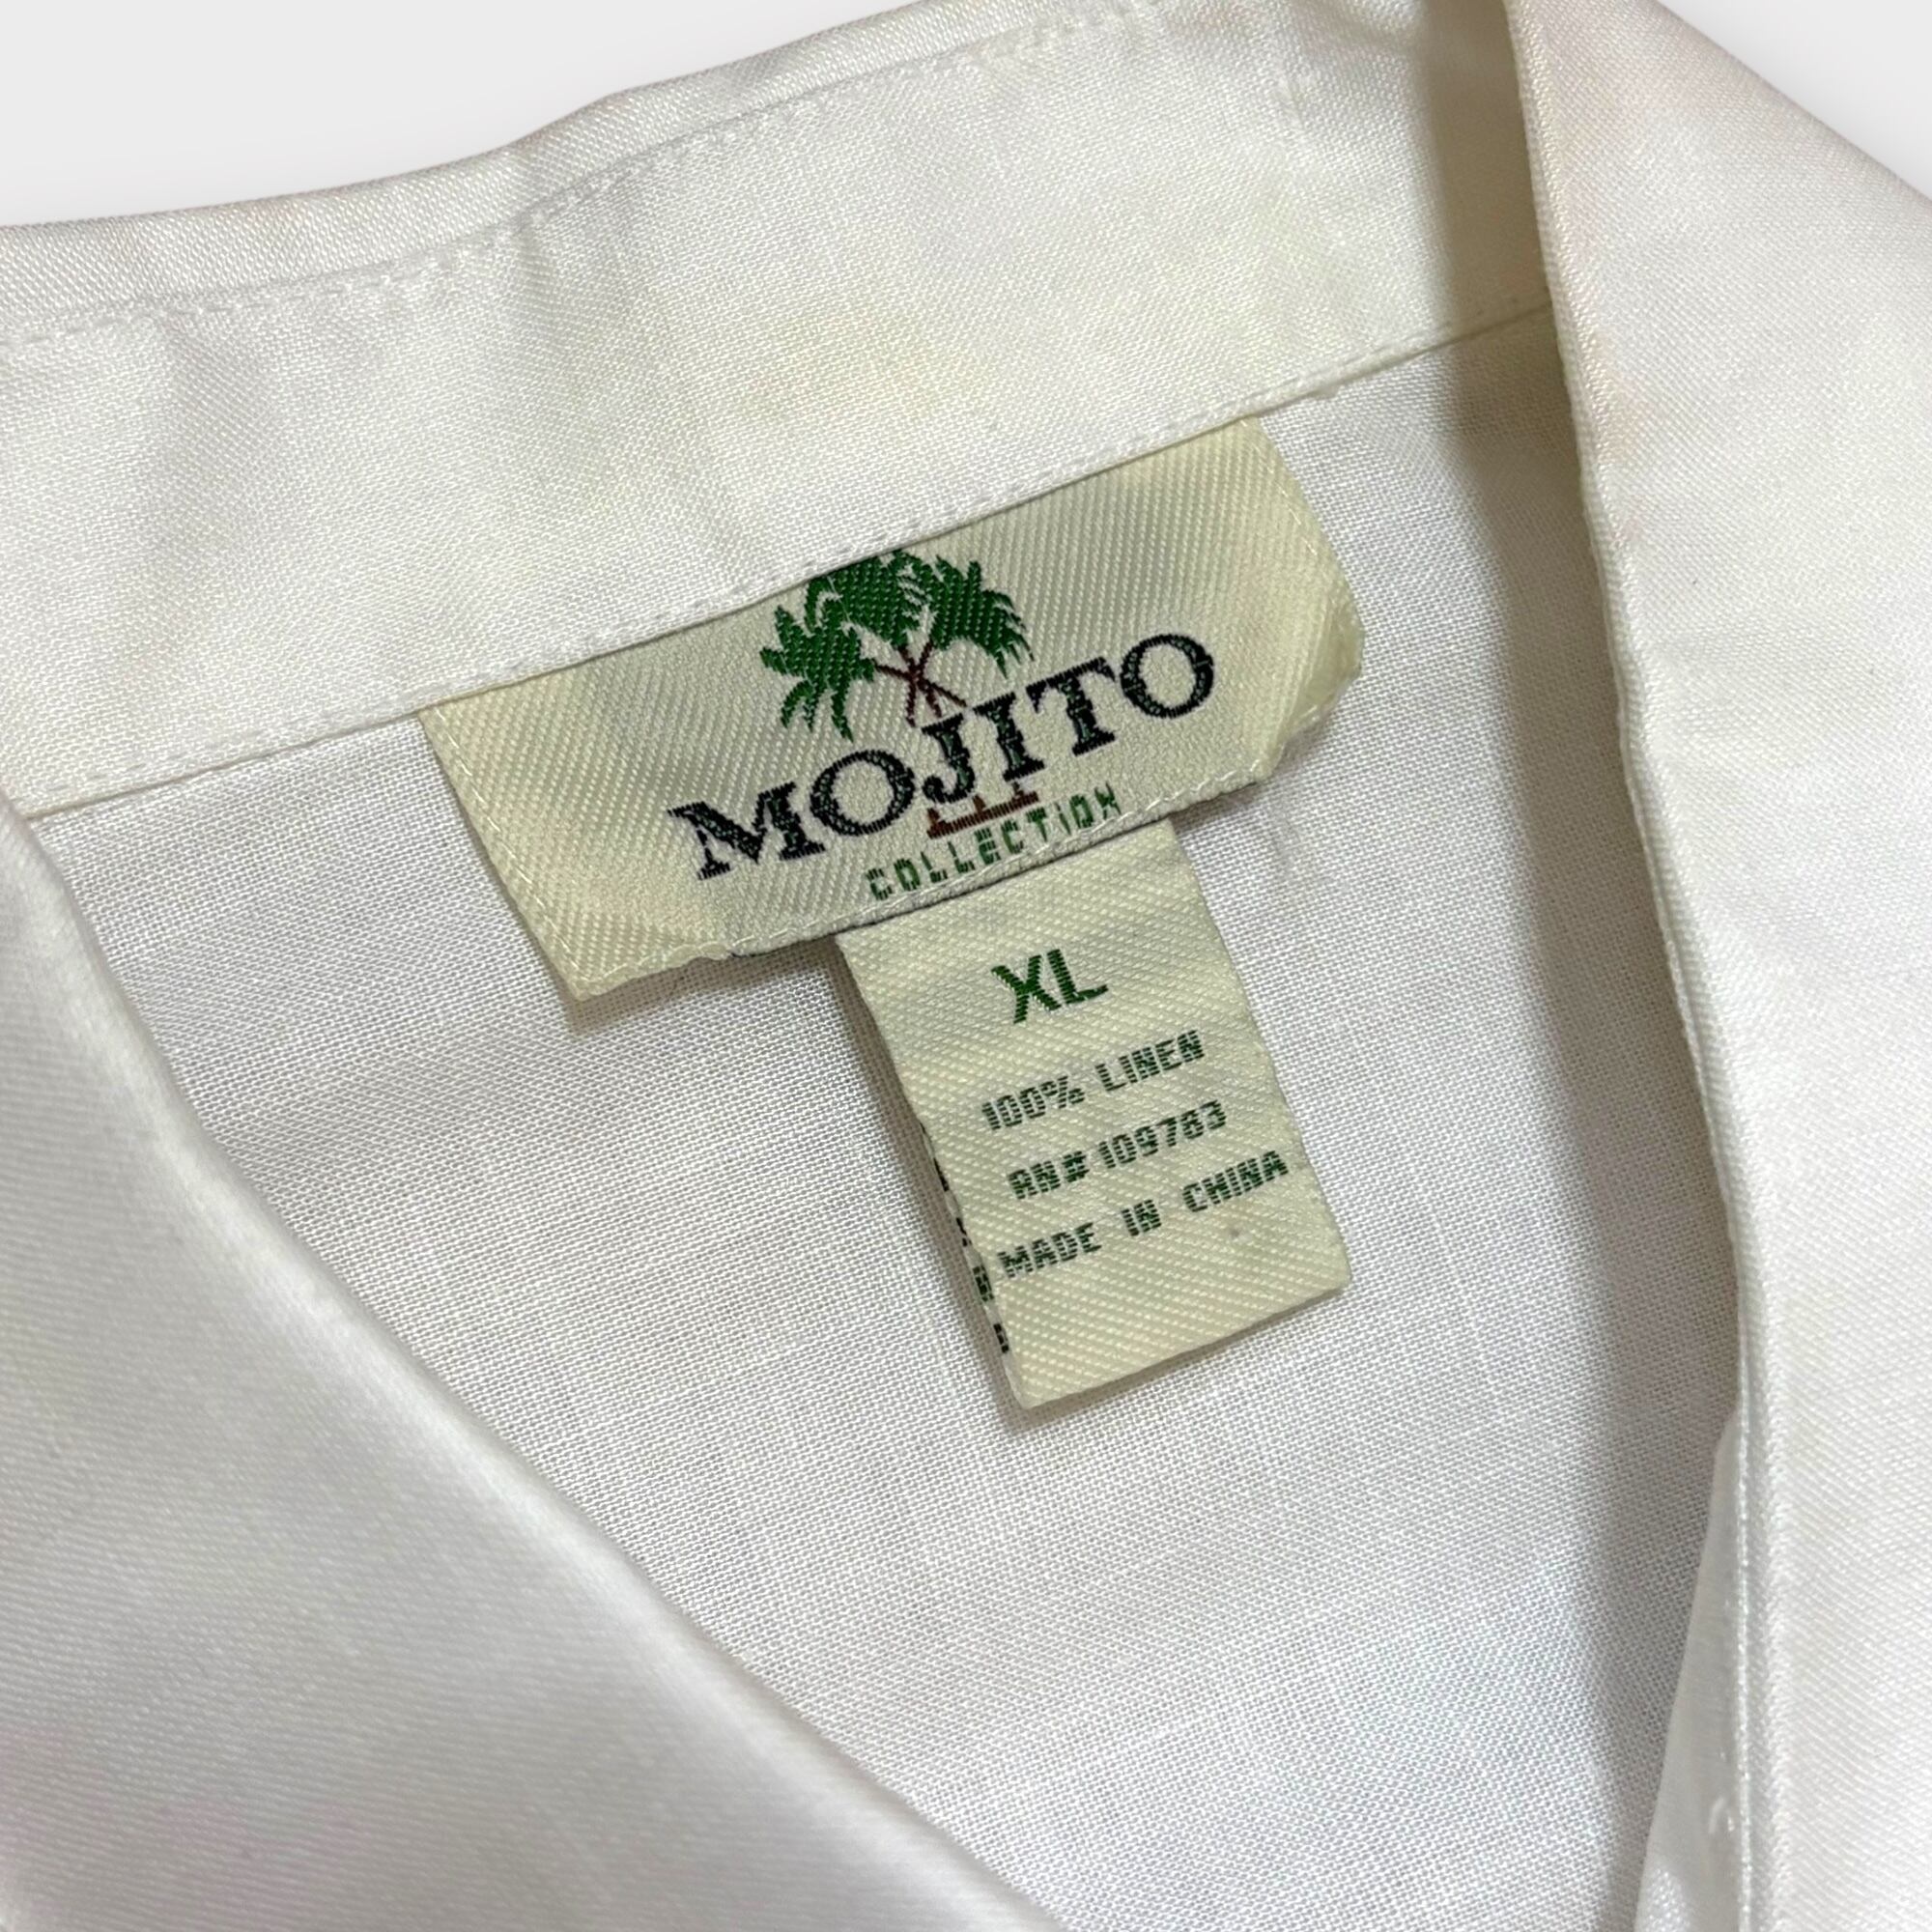 MOJITO
COLLECTION
XL
100% LINEN
RN# 109783
MADE IN CHINA